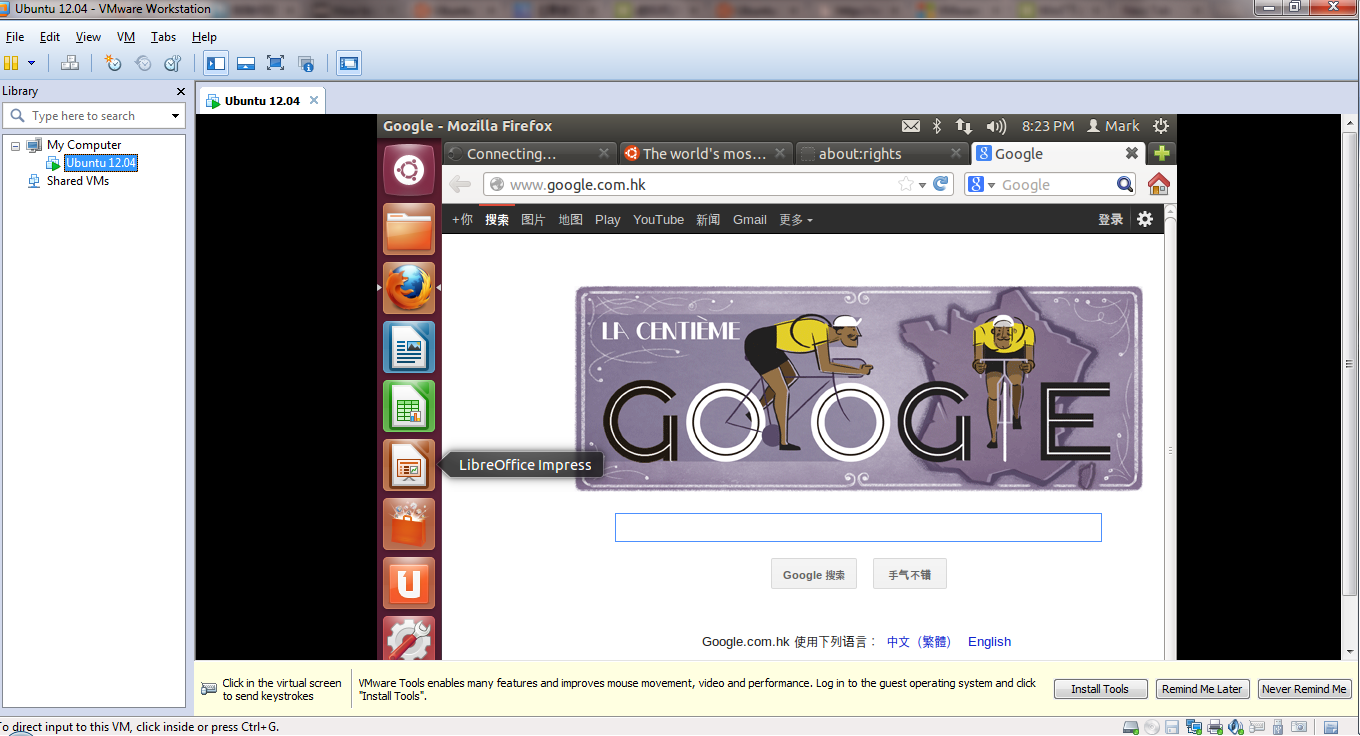 Ubuntu 12.04 - VMware Workstation
File Edit View VM Tabs Help
Library
Type here to search
My Computer
Ubuntu 12.04
Shared VMs
Ubuntu 12.04
Google - Mozilla Firefox
8:23 PM Mark
Connecting...
The world's mos...
about:rights
Google
www.google.com.hk
Google
+你 搜索 图片 地图 Play YouTube 新闻 Gmail 更多
登录
LA CENTIÈME
GOOGLE
LibreOffice Impress
Google 搜索
手气不错
Google.com.hk 使用下列语言： 中文（繁體） English
Click in the virtual screen
to send keystrokes
VMware Tools enables many features and improves mouse movement, video and performance. Log in to the guest operating system and click
"Install Tools".
Install Tools
Remind Me Later
Never Remind Me
To direct input to this VM, click inside or press Ctrl+G.